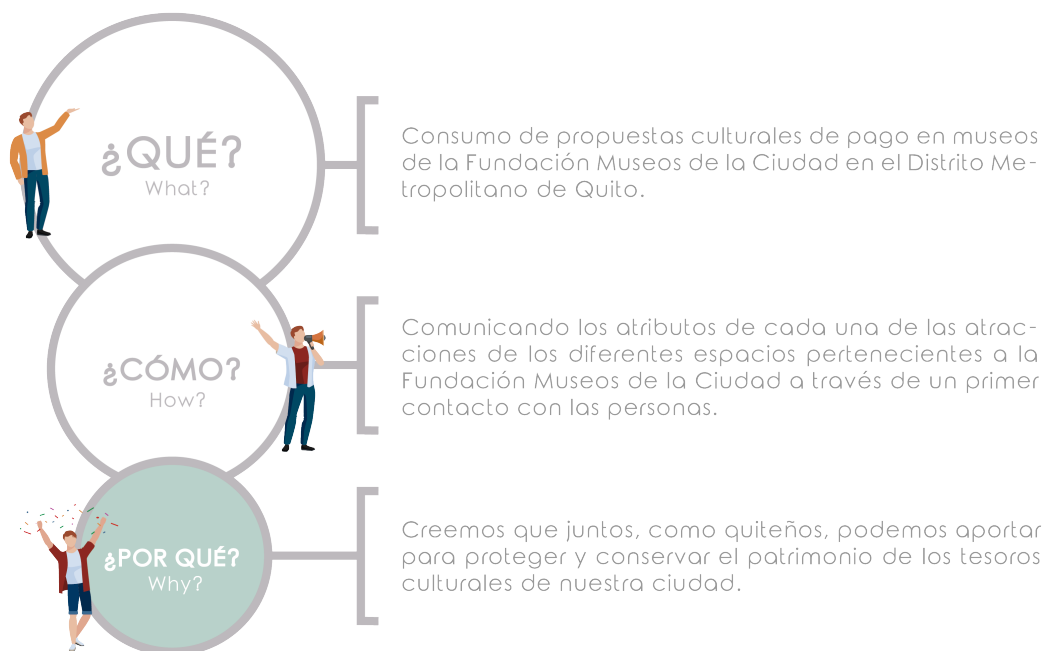 ¿QUÉ?
What?
Consumo de propuestas culturales de pago en museos
de la Fundación Museos de la Ciudad en el Distrito Me-
tropolitano de Quito.
¿CÓMO?
How?
Comunicando los atributos de cada una de las atrac-
ciones de los diferentes espacios pertenecientes a la
Fundación Museos de la Ciudad a través de un primer
contacto con las personas.
¿POR QUÉ?
Why?
Creemos que juntos, como quiteños, podemos aportar
para proteger y conservar el patrimonio de los tesoros
culturales de nuestra ciudad.